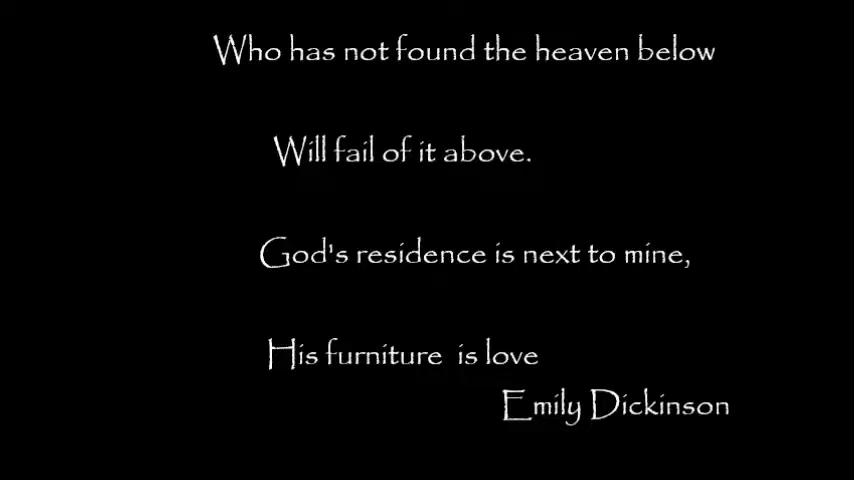 Who has not found the heaven below
Will fail of it above.
God's residence is next to mine,
His furniture is love
Emily Dickinson